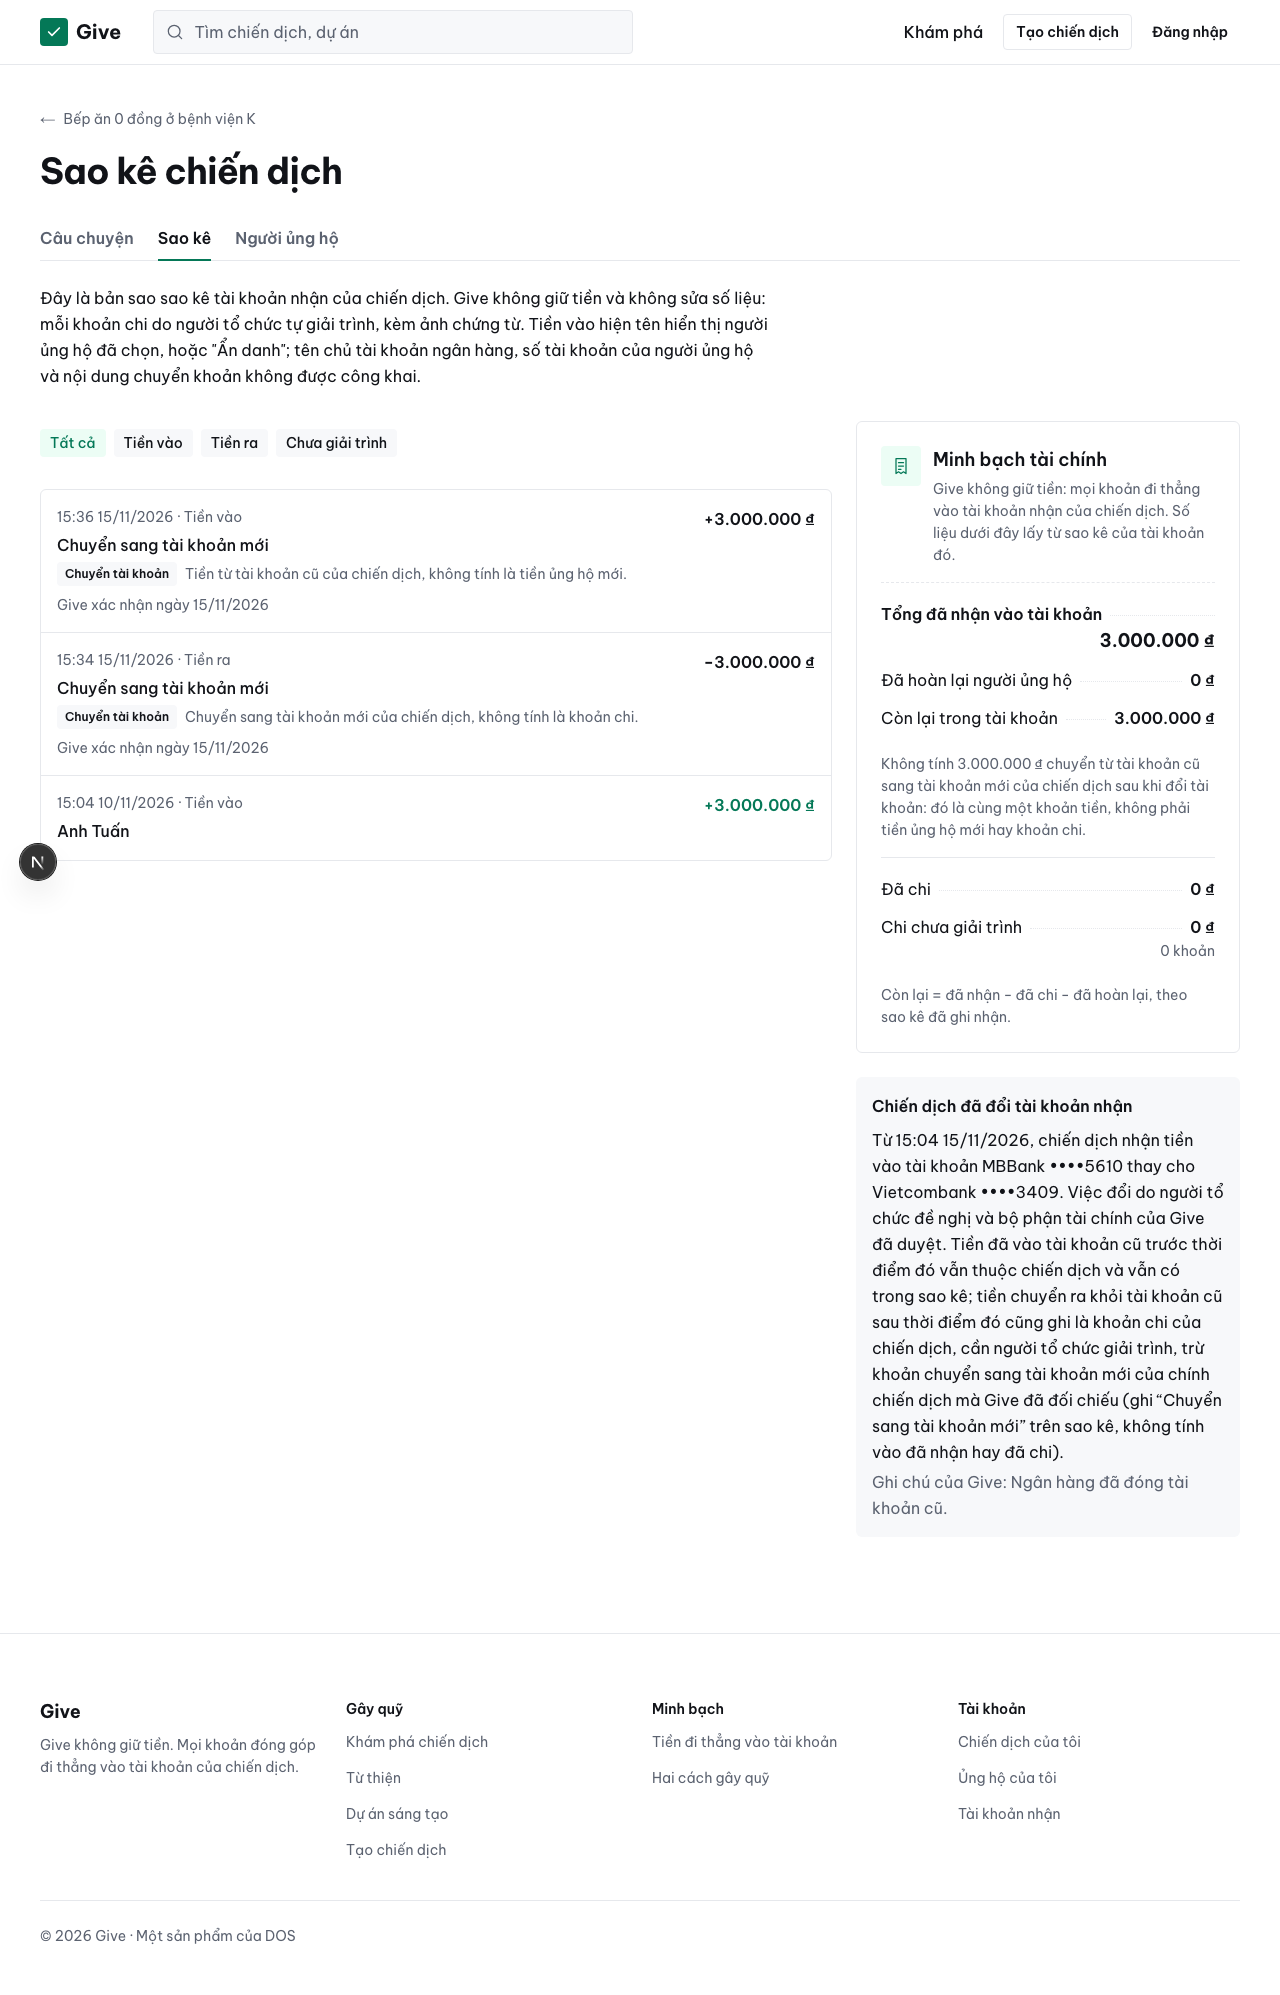 Give
Tìm chiến dịch, dự án
Khám phá
Tạo chiến dịch
Đăng nhập
← Bếp ăn 0 đồng ở bệnh viện K
Sao kê chiến dịch
Câu chuyện
Sao kê
Người ủng hộ
Đây là bản sao sao kê tài khoản nhận của chiến dịch. Give không giữ tiền và không sửa số liệu:
mỗi khoản chi do người tổ chức tự giải trình, kèm ảnh chứng từ. Tiền vào hiện tên hiển thị người
ủng hộ đã chọn, hoặc "Ẩn danh"; tên chủ tài khoản ngân hàng, số tài khoản của người ủng hộ
và nội dung chuyển khoản không được công khai.
Tất cả
Tiền vào
Tiền ra
Chưa giải trình
15:36 15/11/2026 · Tiền vào
+3.000.000 ₫
Chuyển sang tài khoản mới
Chuyển tài khoản Tiền từ tài khoản cũ của chiến dịch, không tính là tiền ủng hộ mới.
Give xác nhận ngày 15/11/2026
15:34 15/11/2026 · Tiền ra
-3.000.000 ₫
Chuyển sang tài khoản mới
Chuyển tài khoản Chuyển sang tài khoản mới của chiến dịch, không tính là khoản chi.
Give xác nhận ngày 15/11/2026
15:04 10/11/2026 · Tiền vào
+3.000.000 ₫
Anh Tuấn
N
Minh bạch tài chính
Give không giữ tiền: mọi khoản đi thẳng
vào tài khoản nhận của chiến dịch. Số
liệu dưới đây lấy từ sao kê của tài khoản
đó.
Tổng đã nhận vào tài khoản
3.000.000 ₫
Đã hoàn lại người ủng hộ 0 ₫
Còn lại trong tài khoản 3.000.000 ₫
Không tính 3.000.000 ₫ chuyển từ tài khoản cũ
sang tài khoản mới của chiến dịch sau khi đổi tài
khoản: đó là cùng một khoản tiền, không phải
tiền ủng hộ mới hay khoản chi.
Đã chi 0 ₫
Chi chưa giải trình 0 ₫
0 khoản
Còn lại = đã nhận - đã chi - đã hoàn lại, theo
sao kê đã ghi nhận.
Chiến dịch đã đổi tài khoản nhận
Từ 15:04 15/11/2026, chiến dịch nhận tiền
vào tài khoản MBBank ••••5610 thay cho
Vietcombank ••••3409. Việc đổi do người tổ
chức đề nghị và bộ phận tài chính của Give
đã duyệt. Tiền đã vào tài khoản cũ trước thời
điểm đó vẫn thuộc chiến dịch và vẫn có
trong sao kê; tiền chuyển ra khỏi tài khoản cũ
sau thời điểm đó cũng ghi là khoản chi của
chiến dịch, cần người tổ chức giải trình, trừ
khoản chuyển sang tài khoản mới của chính
chiến dịch mà Give đã đối chiếu (ghi “Chuyển
sang tài khoản mới” trên sao kê, không tính
vào đã nhận hay đã chi).
Ghi chú của Give: Ngân hàng đã đóng tài
khoản cũ.
Give
Give không giữ tiền. Mọi khoản đóng góp
đi thẳng vào tài khoản của chiến dịch.
Gây quỹ
Khám phá chiến dịch
Từ thiện
Dự án sáng tạo
Tạo chiến dịch
Minh bạch
Tiền đi thẳng vào tài khoản
Hai cách gây quỹ
Tài khoản
Chiến dịch của tôi
Ủng hộ của tôi
Tài khoản nhận
© 2026 Give · Một sản phẩm của DOS